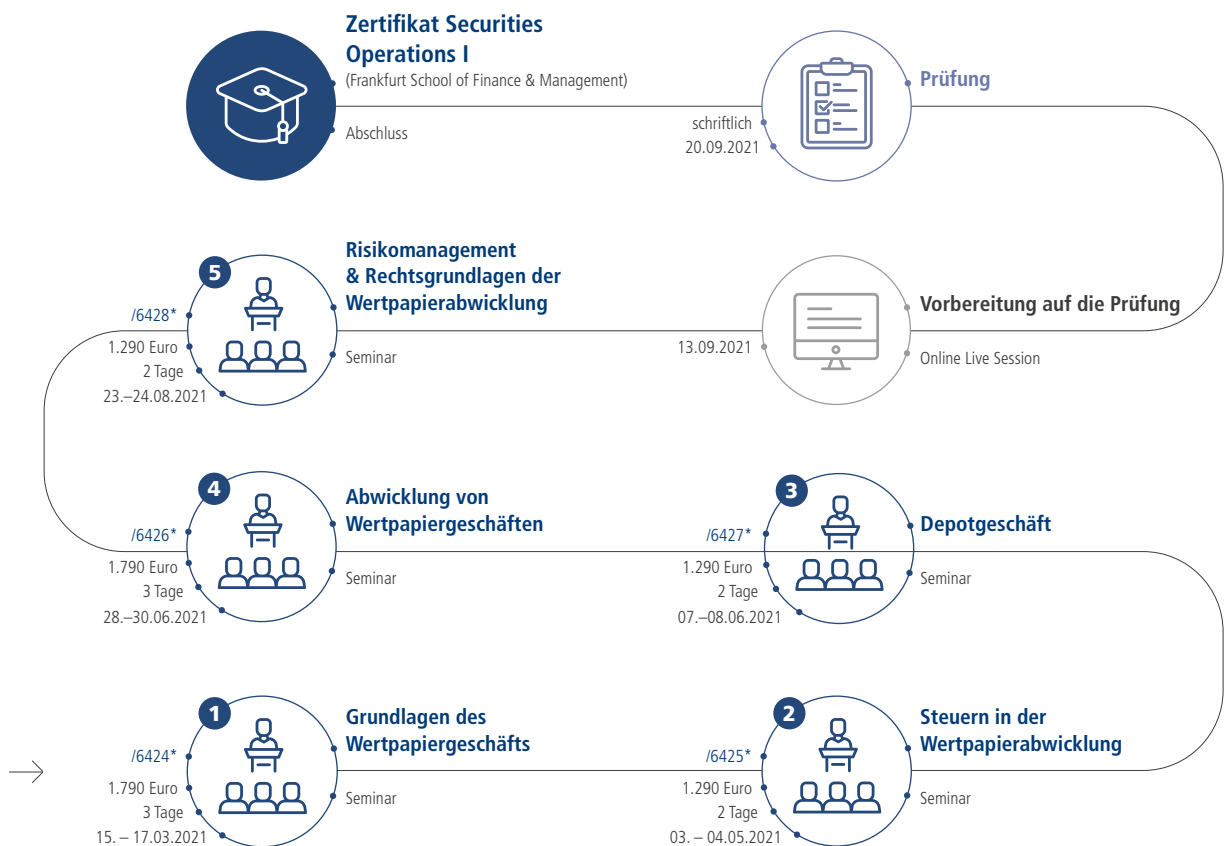 Zertifikat Securities
Operations I
(Frankfurt School of Finance & Management)
Abschluss
Prüfung
schriftlich
20.09.2021
5
Risikomanagement
& Rechtsgrundlagen der
Wertpapierabwicklung
/6428*
1.290 Euro
2 Tage
23.–24.08.2021
Seminar
Vorbereitung auf die Prüfung
13.09.2021
Online Live Session
4
Abwicklung von
Wertpapiergeschäften
/6426*
1.790 Euro
3 Tage
28.–30.06.2021
Seminar
3
Depotgeschäft
/6427*
1.290 Euro
2 Tage
07.–08.06.2021
Seminar
1
Grundlagen des
Wertpapiergeschäfts
/6424*
1.790 Euro
3 Tage
15. – 17.03.2021
Seminar
2
Steuern in der
Wertpapierabwicklung
/6425*
1.290 Euro
2 Tage
03. – 04.05.2021
Seminar